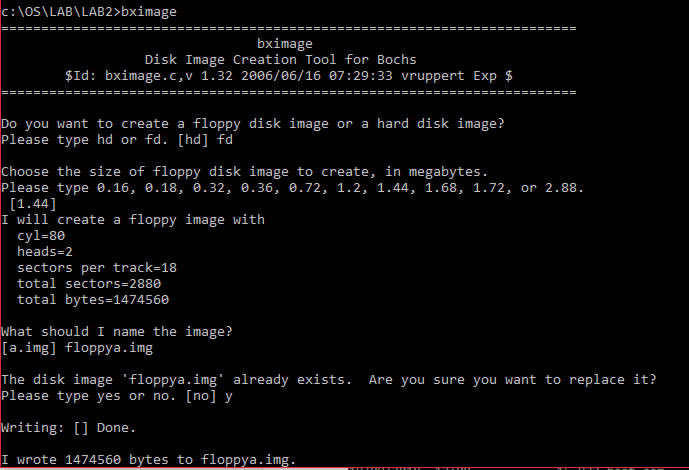 c:\OS\LAB\LAB2>bximage
========================================================================
bximage
Disk Image Creation Tool for Bochs
$Id: bximage.c,v 1.32 2006/06/16 07:29:33 vruppert Exp $
========================================================================
Do you want to create a floppy disk image or a hard disk image?
Please type hd or fd. [hd] fd
Choose the size of floppy disk image to create, in megabytes.
Please type 0.16, 0.18, 0.32, 0.36, 0.72, 1.2, 1.44, 1.68, 1.72, or 2.88.
[1.44]
I will create a floppy image with
cyl=80
heads=2
sectors per track=18
total sectors=2880
total bytes=1474560
What should I name the image?
[a.img] floppya.img
The disk image 'floppya.img' already exists.  Are you sure you want to replace it?
Please type yes or no. [no] y
Writing: [] Done.
I wrote 1474560 bytes to floppya.img.